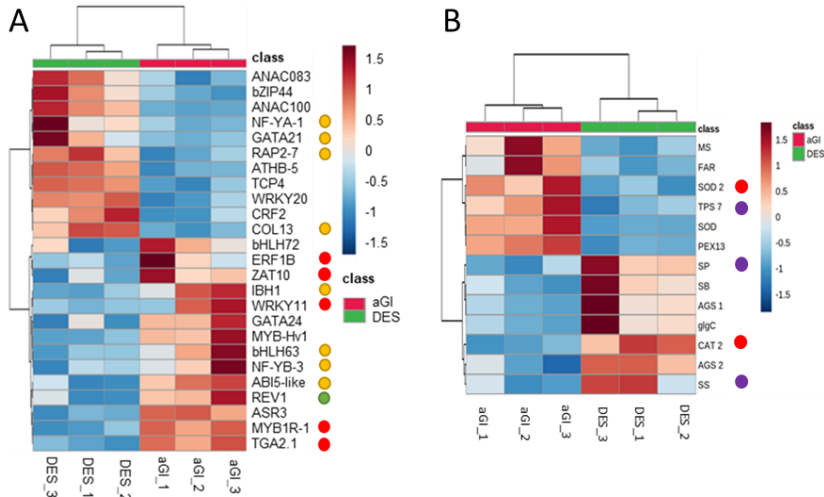 A
class
ANAC083
bZIP44
ANAC100
NF-YA-1
GATA21
RAP2-7
ATHB-5
TCP4
WRKY20
CRF2
COL13
bHLH72
ERF1B
ZAT10
IBH1
WRKY11
GATA24
MYB-Hv1
bHLH63
NF-YB-3
ABI5-like
REV1
ASR3
MYB1R-1
TGA2.1
DES_3
DES_1
DES_2
aGI_1
aGI_2
aGI_3
1.5
1
0.5
0
-0.5
-1
-1.5
class
aGI
DES
B
class
MS
FAR
SOD 2
TPS 7
SOD
PEX13
SP
SB
AGS 1
glgC
CAT 2
AGS 2
SS
aGI_1
aGI_2
aGI_3
DES_3
DES_1
DES_2
1.5
1
0.5
0
-0.5
-1
-1.5
class
aGI
DES